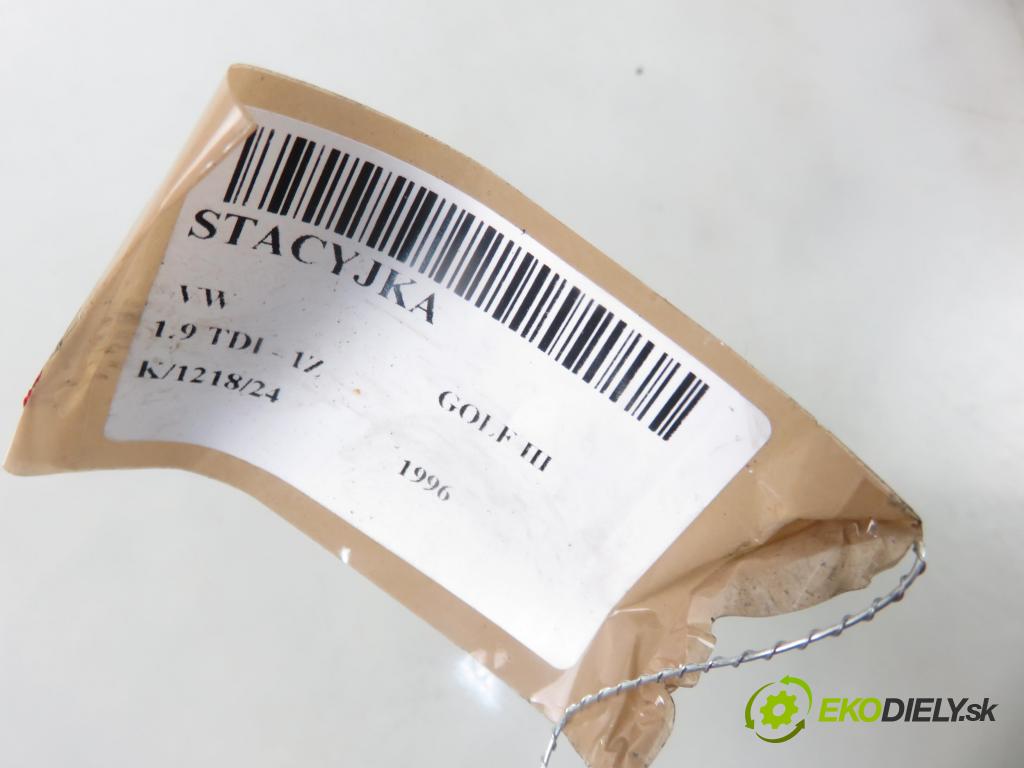 STACYJKA
VW GOLF III
1.9 TDI - 1Z 1996
K/1218/24
EKODIELY.sk